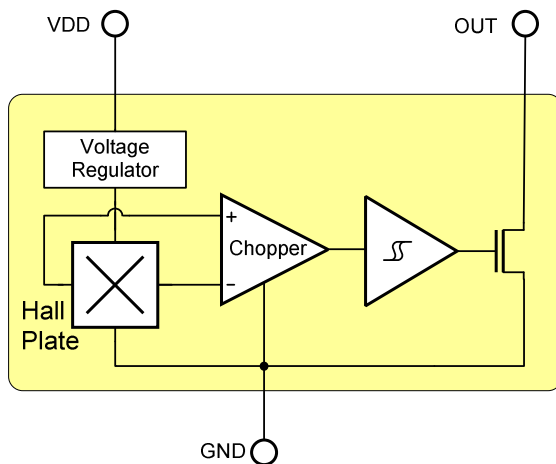 VDD
OUT
Voltage
Regulator
+
Chopper
−
Hall
Plate
GND